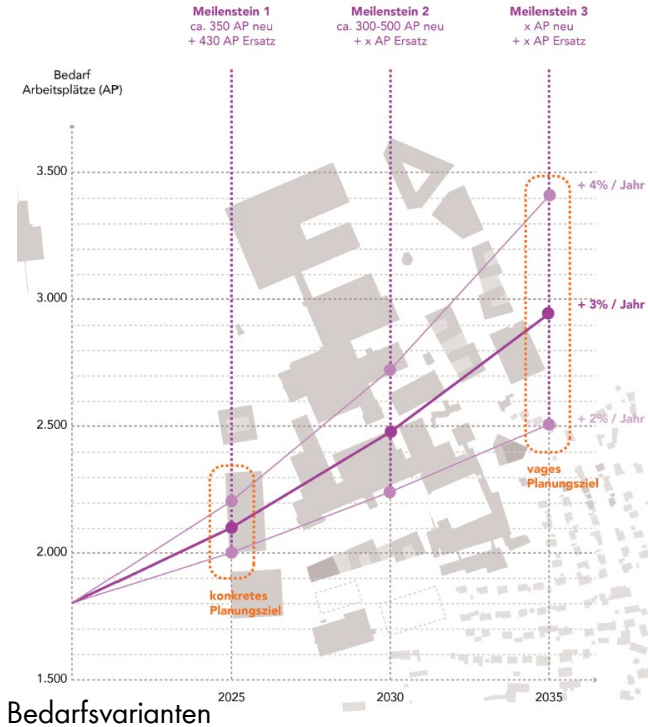 Meilenstein 1
ca. 350 AP neu
+ 430 AP Ersatz
Meilenstein 2
ca. 300-500 AP neu
+ x AP Ersatz
Meilenstein 3
x AP neu
+ x AP Ersatz
Bedarf
Arbeitsplätze (AP)
3.500
3.000
2.500
2.000
1.500
+ 4% / Jahr
+ 3% / Jahr
+ 2% / Jahr
vages
Planungsziel
konkretes
Planungsziel
2025
2030
2035
Bedarfsvarianten